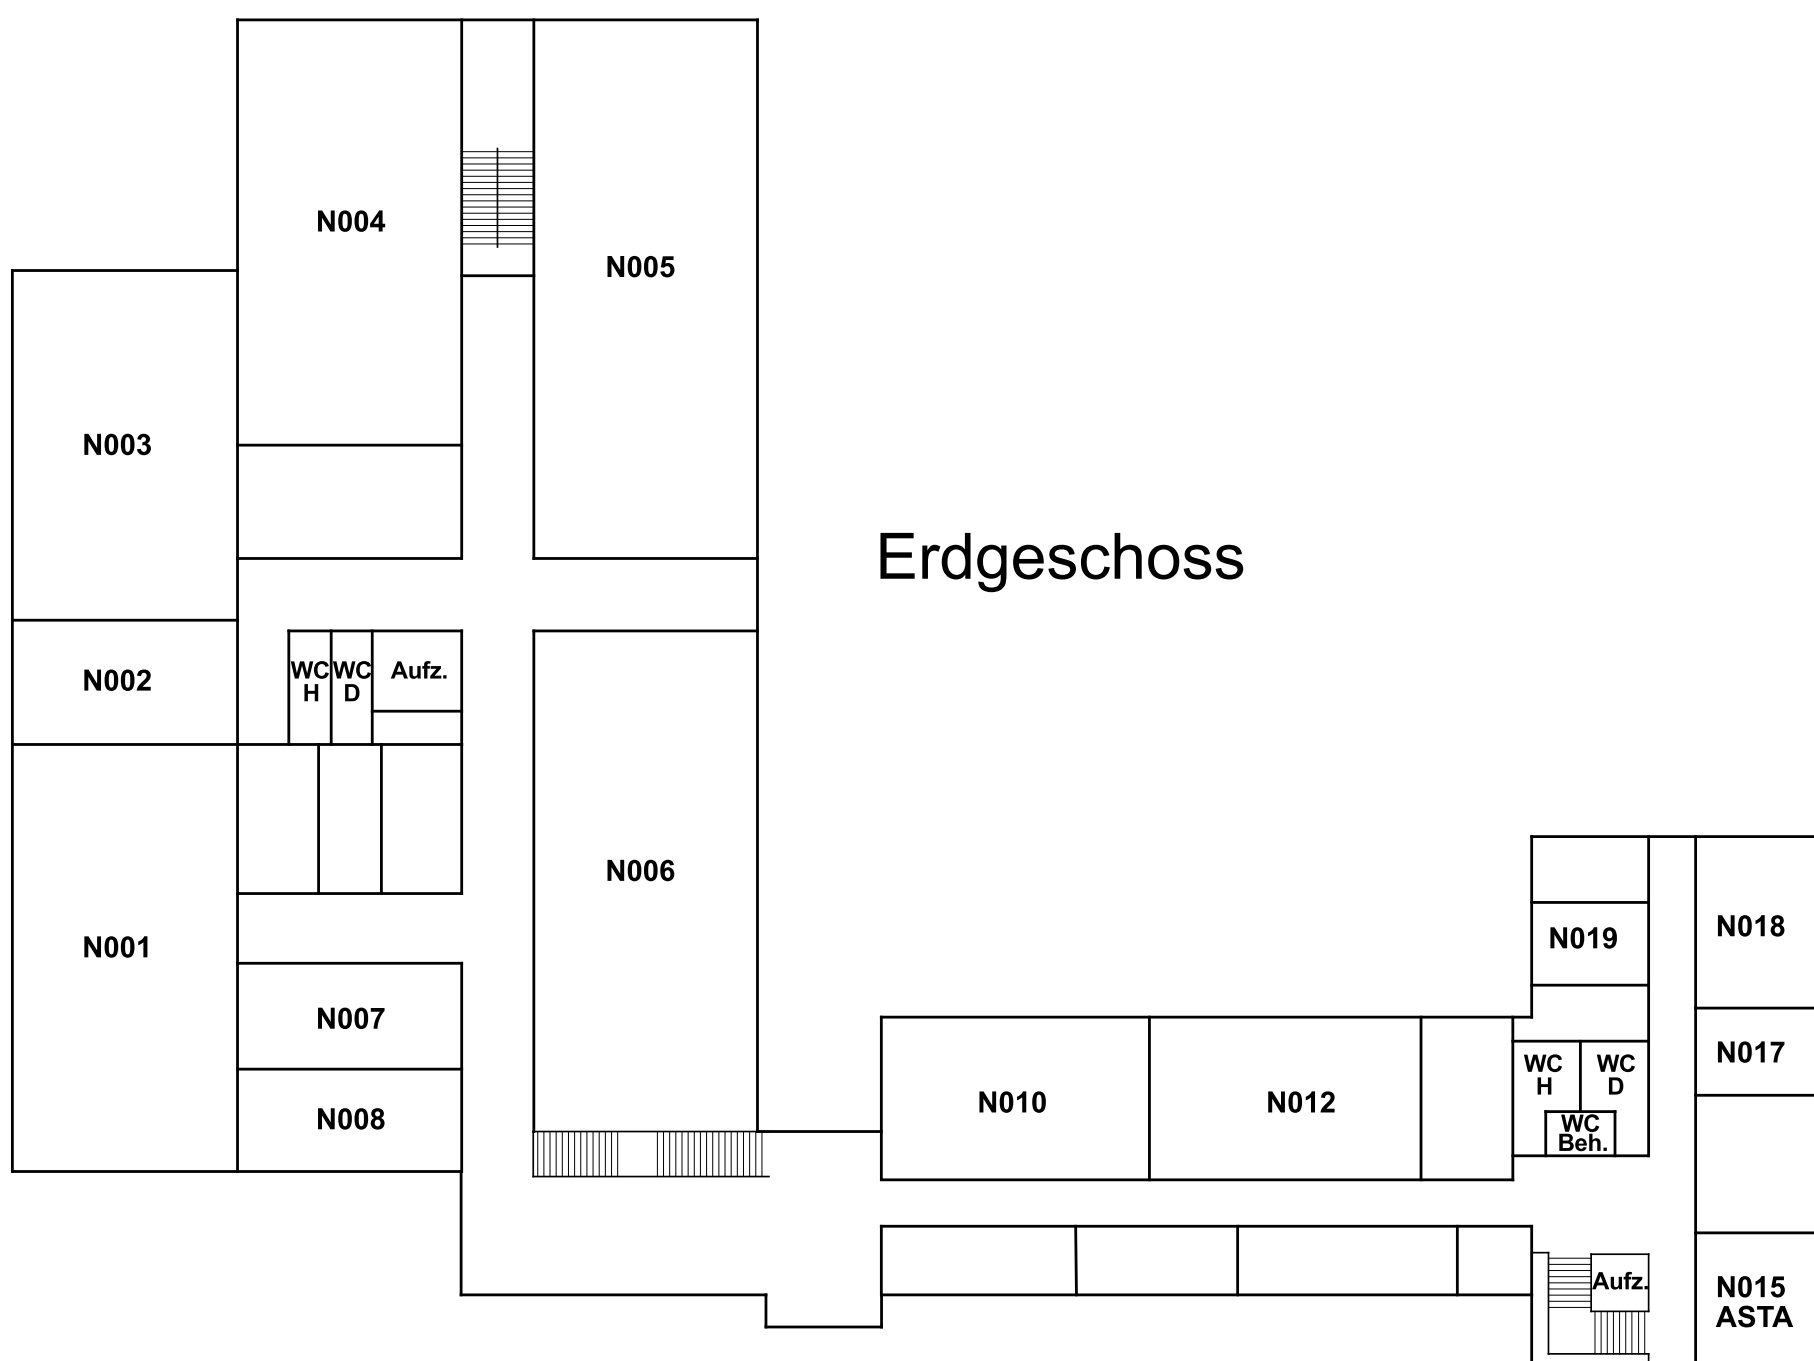 N004
N005
N003
Erdgeschoss
WC
H
WC
D
Aufz.
N002
N006
N001
N007
N008
N019
N018
N017
N010
N012
WC
H
WC
D
WC
Beh.
Aufz.
N015
ASTA